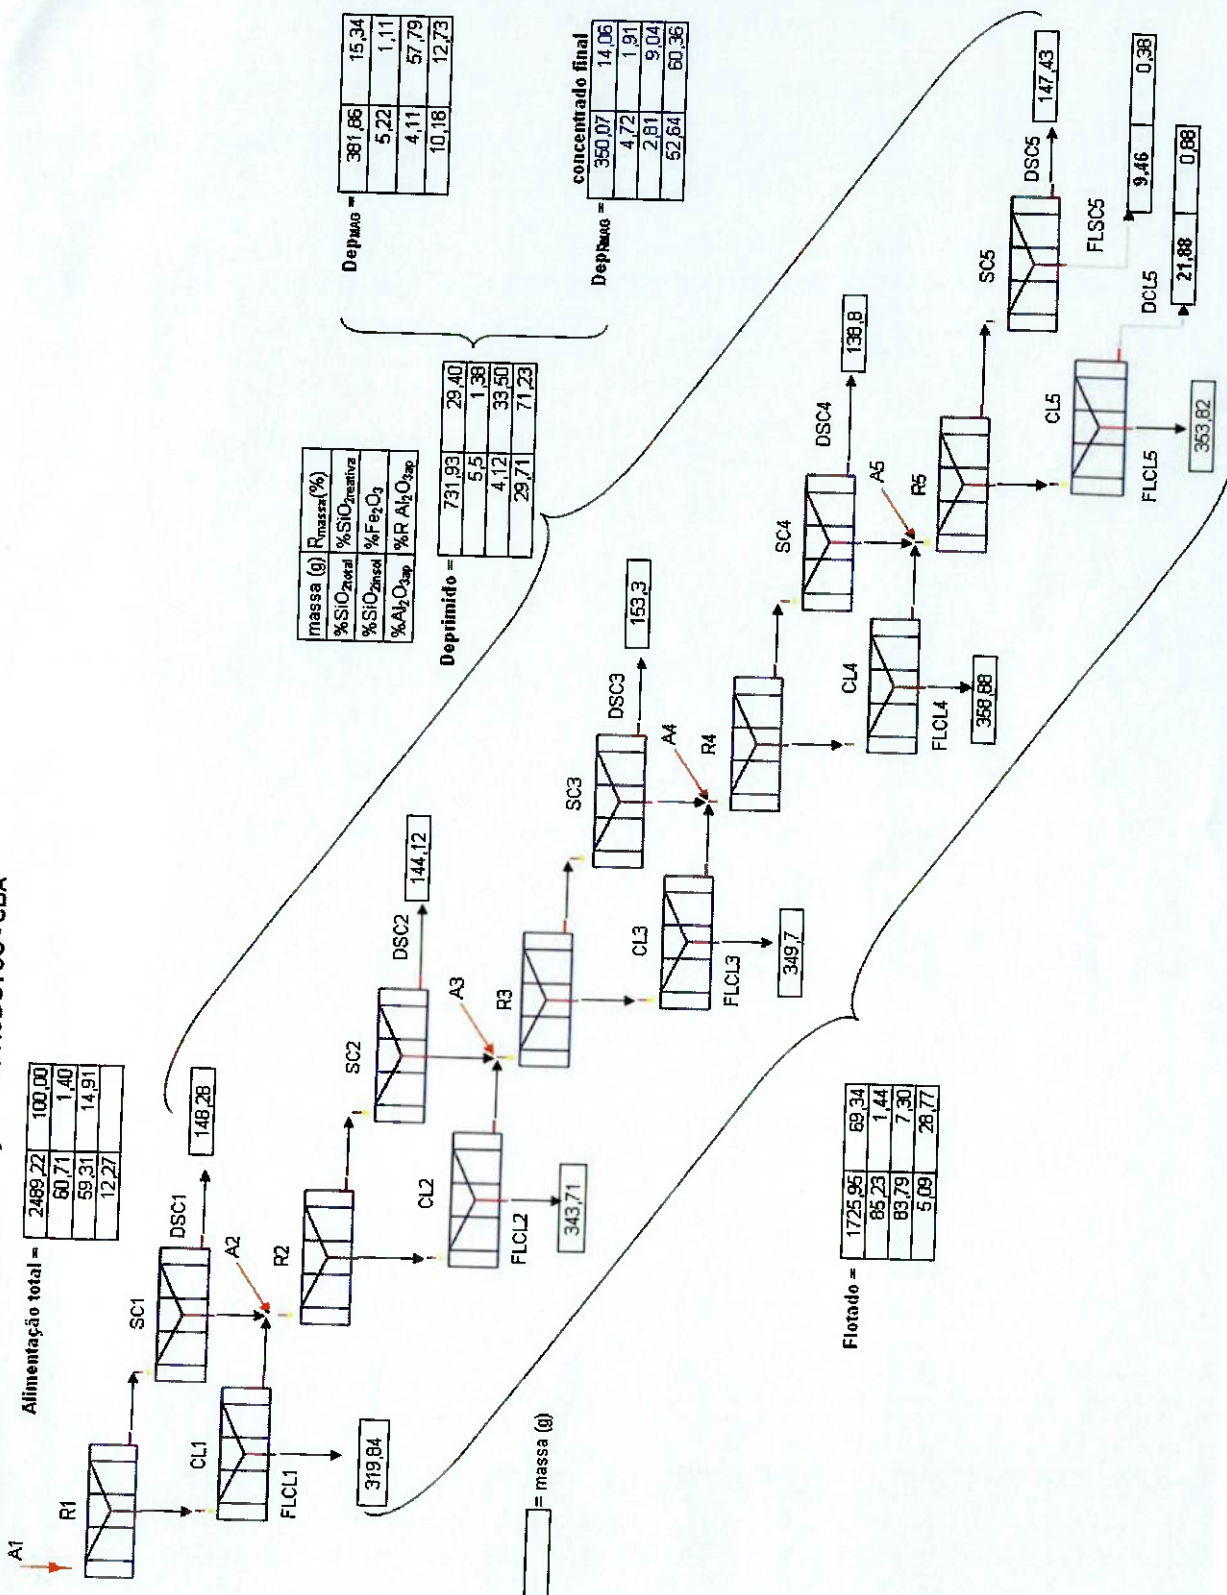 A1
R1
Alimentação total =
2489,22 100,00
60,71 1,40
59,31 14,91
12,27
SC1
DSC1
148,28
CL1
FLCL1
319,84
A2
R2
SC2
DSC2
144,12
CL2
FLCL2
343,71
A3
R3
SC3
DSC3
153,3
CL3
FLCL3
349,7
A4
R4
SC4
DSC4
138,8
CL4
FLCL4
358,88
A5
R5
SC5
DSC5
147,43
FLSC5
9,46 0,38
CL5
DCL5
21,88 0,88
FLCL5
353,82
massa (g) Rmassa(%)
%SiO2total %SiO2reativa
%SiO2insol %Fe2O3
%Al2O3ap %R Al2O3ap
Deprimido =
731,93 29,40
5,5 1,38
4,12 33,50
29,71 71,23
DepMAG =
381,86 15,34
5,22 1,11
4,11 57,79
10,18 12,73
concentrado final
DepRMAG =
350,07 14,06
4,72 1,91
2,81 9,04
52,64 60,36
Flotado =
1725,95 69,34
85,23 1,44
83,79 7,30
5,09 28,77
= massa (g)